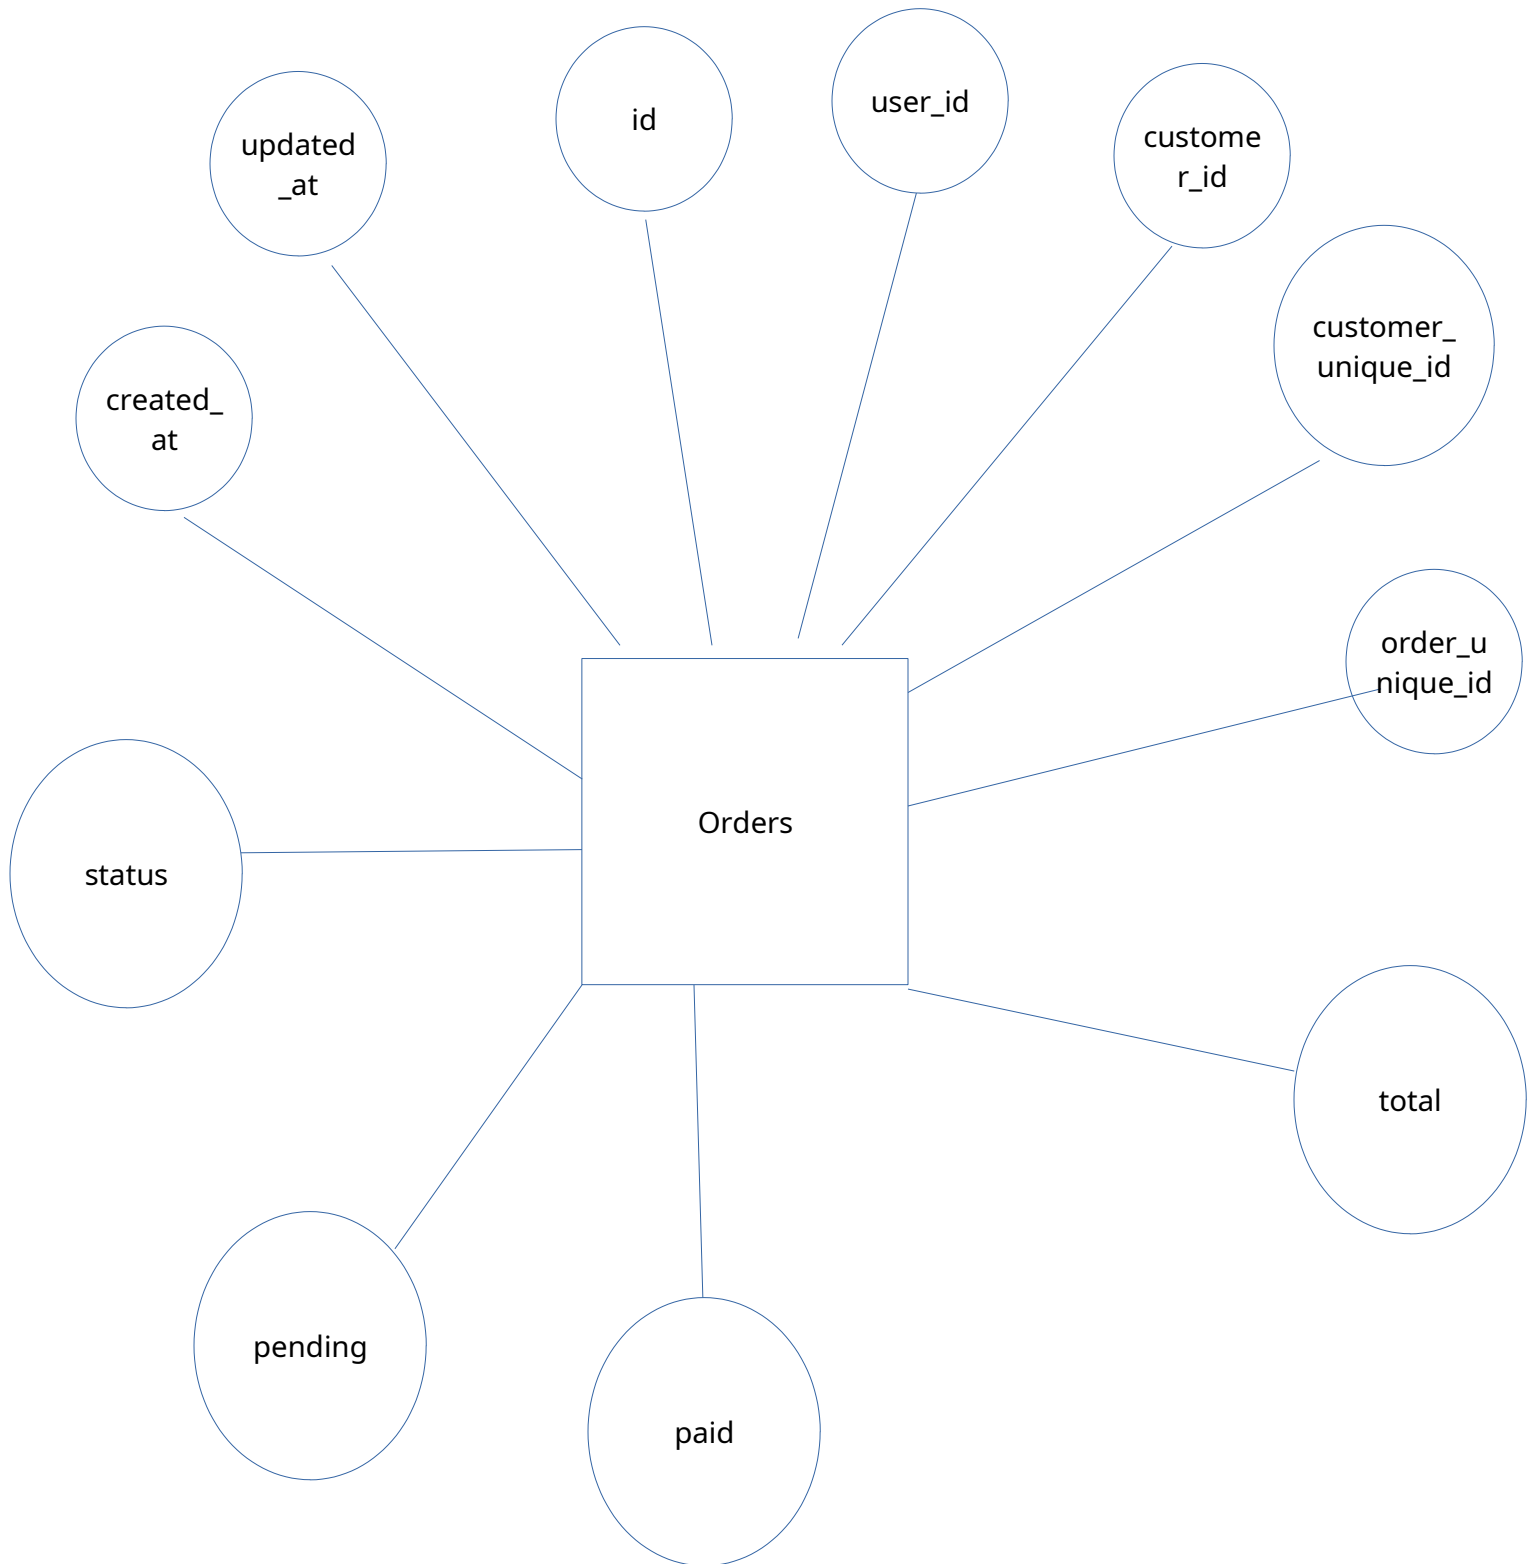 user_id
id
custome
r_id
updated
_at
customer_
unique_id
created_
at
order_u
nique_id
Orders
status
total
pending
paid